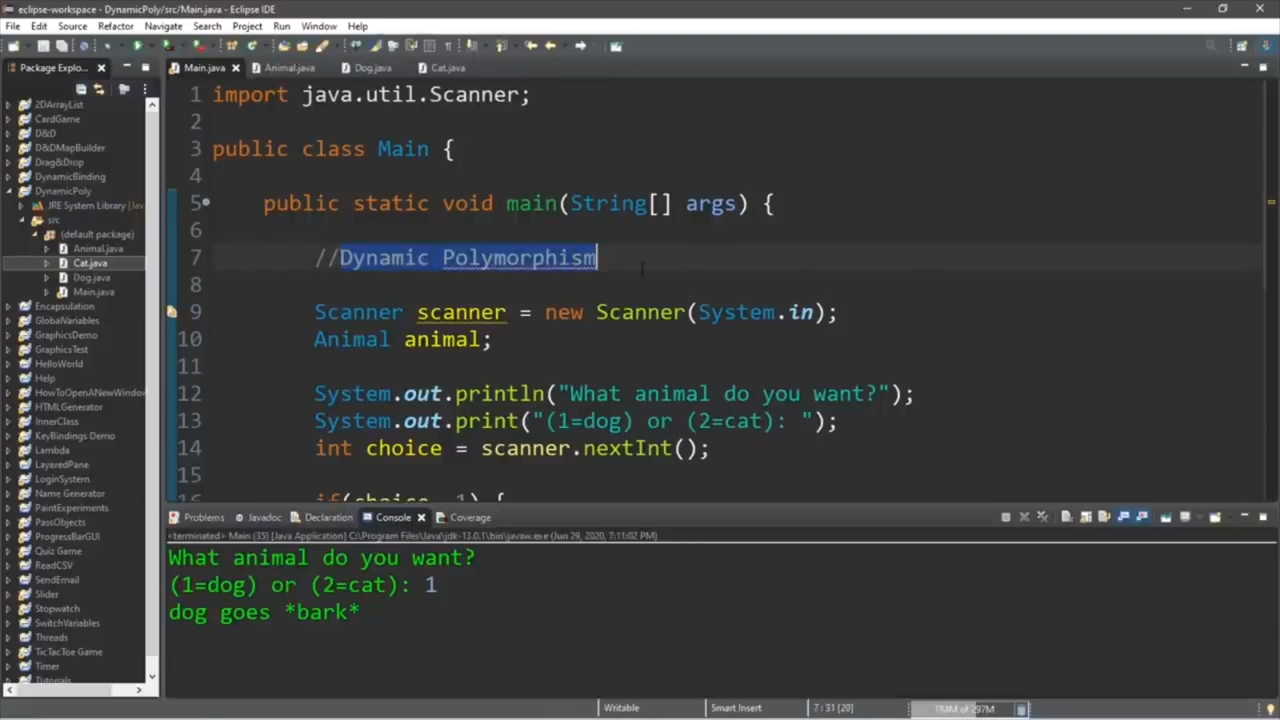 eclipse-workspace - DynamicPoly/src/Main.java - Eclipse IDE
File Edit Source Refactor Navigate Search Project Run Window Help
Package Explo...
Main.java Animal.java Dog.java Cat.java
2DArrayList
CardGame
D&D
D&DMapBuilder
Drag&Drop
DynamicBinding
DynamicPoly
JRE System Library [Jav
src
(default package)
Animal.java
Cat.java
Dog.java
Main.java
Encapsulation
GlobalVariables
GraphicsDemo
GraphicsTest
HelloWorld
Help
HowToOpenANewWindow
HTMLGenerator
InnerClass
KeyBindings Demo
Lambda
LayeredPane
LoginSystem
Name Generator
PaintExperiments
PassObjects
ProgressBarGUI
Quiz Game
ReadCSV
SendEmail
Slider
Stopwatch
SwitchVariables
Threads
TicTacToe Game
Timer
Tutorials
1 import java.util.Scanner;
2
3 public class Main {
4
5 public static void main(String[] args) {
6
7 //Dynamic Polymorphism
8
9 Scanner scanner = new Scanner(System.in);
10 Animal animal;
11
12 System.out.println("What animal do you want?");
13 System.out.print("(1=dog) or (2=cat): ");
14 int choice = scanner.nextInt();
15
16
Problems Javadoc Declaration Console Coverage
<terminated> Main (35) [Java Application] C:\Program Files\Java\jdk-13.0.1\bin\javaw.exe (Jun 29, 2020, 7:11:02 PM)
What animal do you want?
(1=dog) or (2=cat): 1
dog goes *bark*
Writable Smart Insert 7 : 31 [20] of 297M